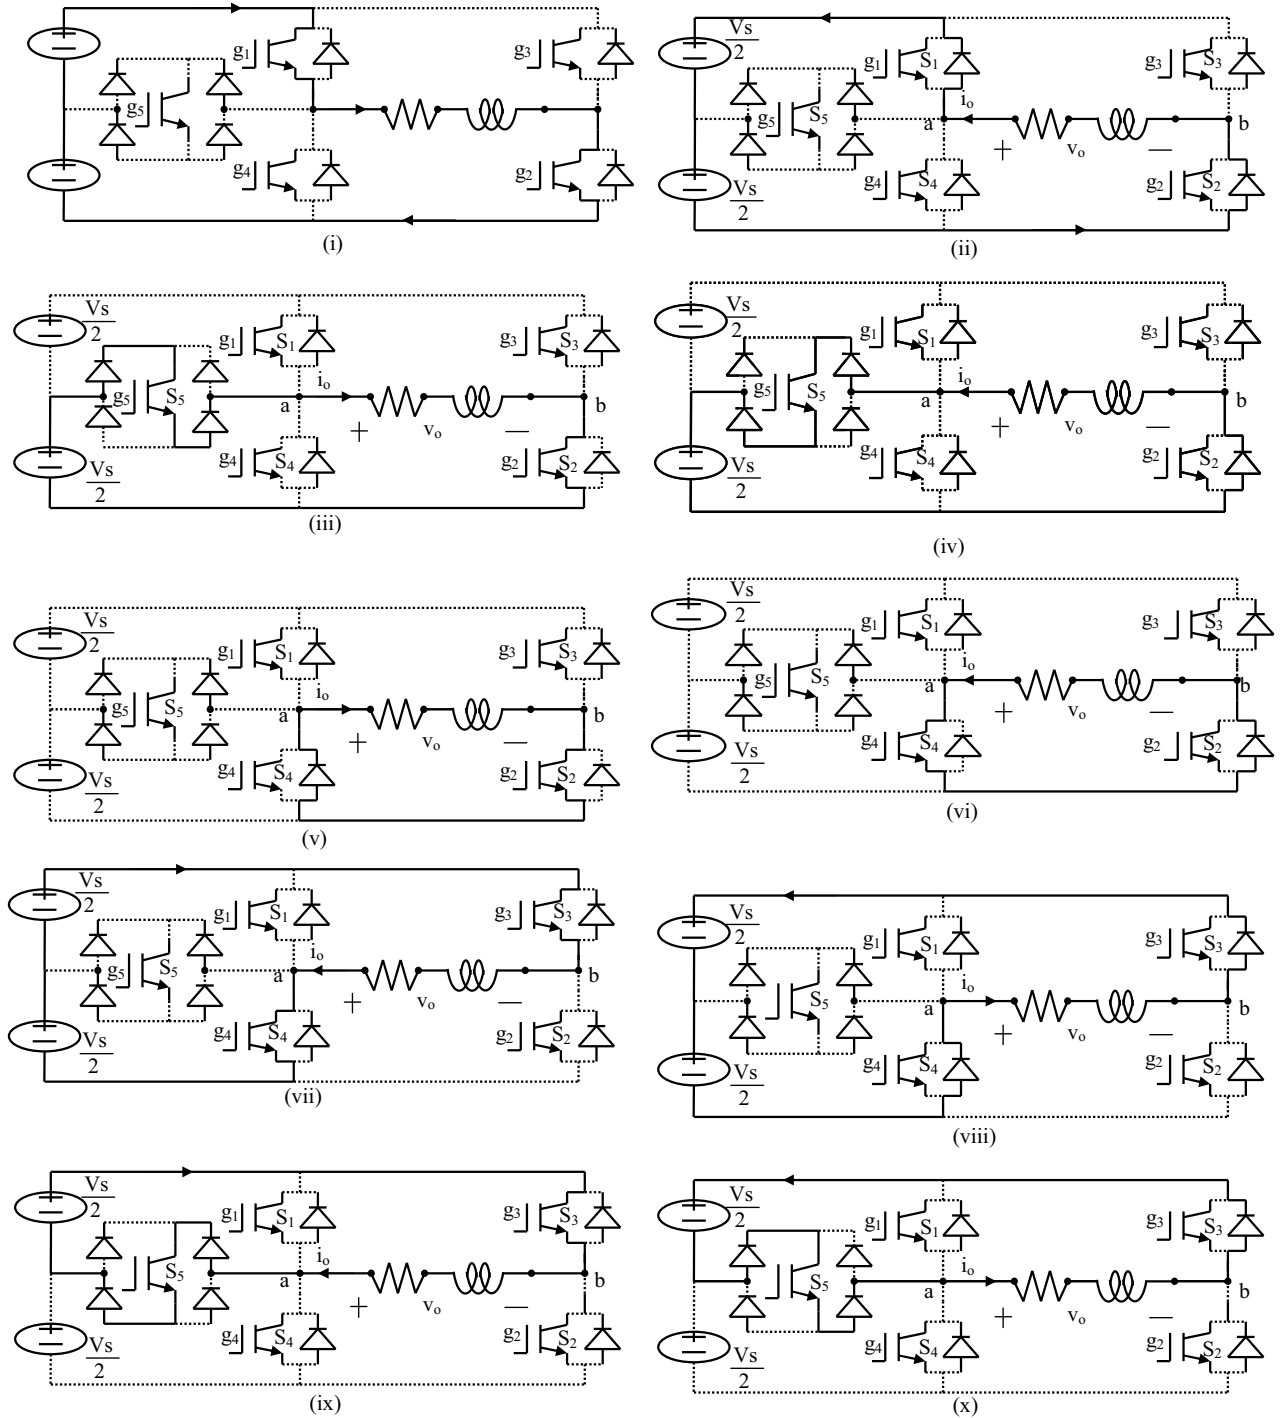 g1
g3
g5
g4
g2
(i)
Vs
2
g1
S1
g3
S3
g5
S5
io
a
b
+
vo
—
g4
S4
g2
S2
Vs
2
(ii)
Vs
2
g1
S1
g3
S3
g5
S5
io
a
b
+
vo
—
g4
S4
g2
S2
Vs
2
(iii)
Vs
2
g1
S1
g3
S3
g5
S5
io
a
b
+
vo
—
g4
S4
g2
S2
Vs
2
(iv)
Vs
2
g1
S1
g3
S3
g5
S5
io
a
b
+
vo
—
g4
S4
g2
S2
Vs
2
(v)
Vs
2
g1
S1
g3
S3
g5
S5
io
a
b
+
vo
—
g4
S4
g2
S2
Vs
2
(vi)
Vs
2
g1
S1
g3
S3
g5
S5
io
a
b
+
vo
—
g4
S4
g2
S2
Vs
2
(vii)
Vs
2
g1
S1
g3
S3
S5
io
a
b
+
vo
—
g4
S4
g2
S2
Vs
2
(viii)
Vs
2
g1
S1
g3
S3
S5
io
a
b
+
vo
—
g4
S4
g2
S2
Vs
2
(ix)
Vs
2
g1
S1
g3
S3
S5
io
a
b
+
vo
—
g4
S4
g2
S2
Vs
2
(x)